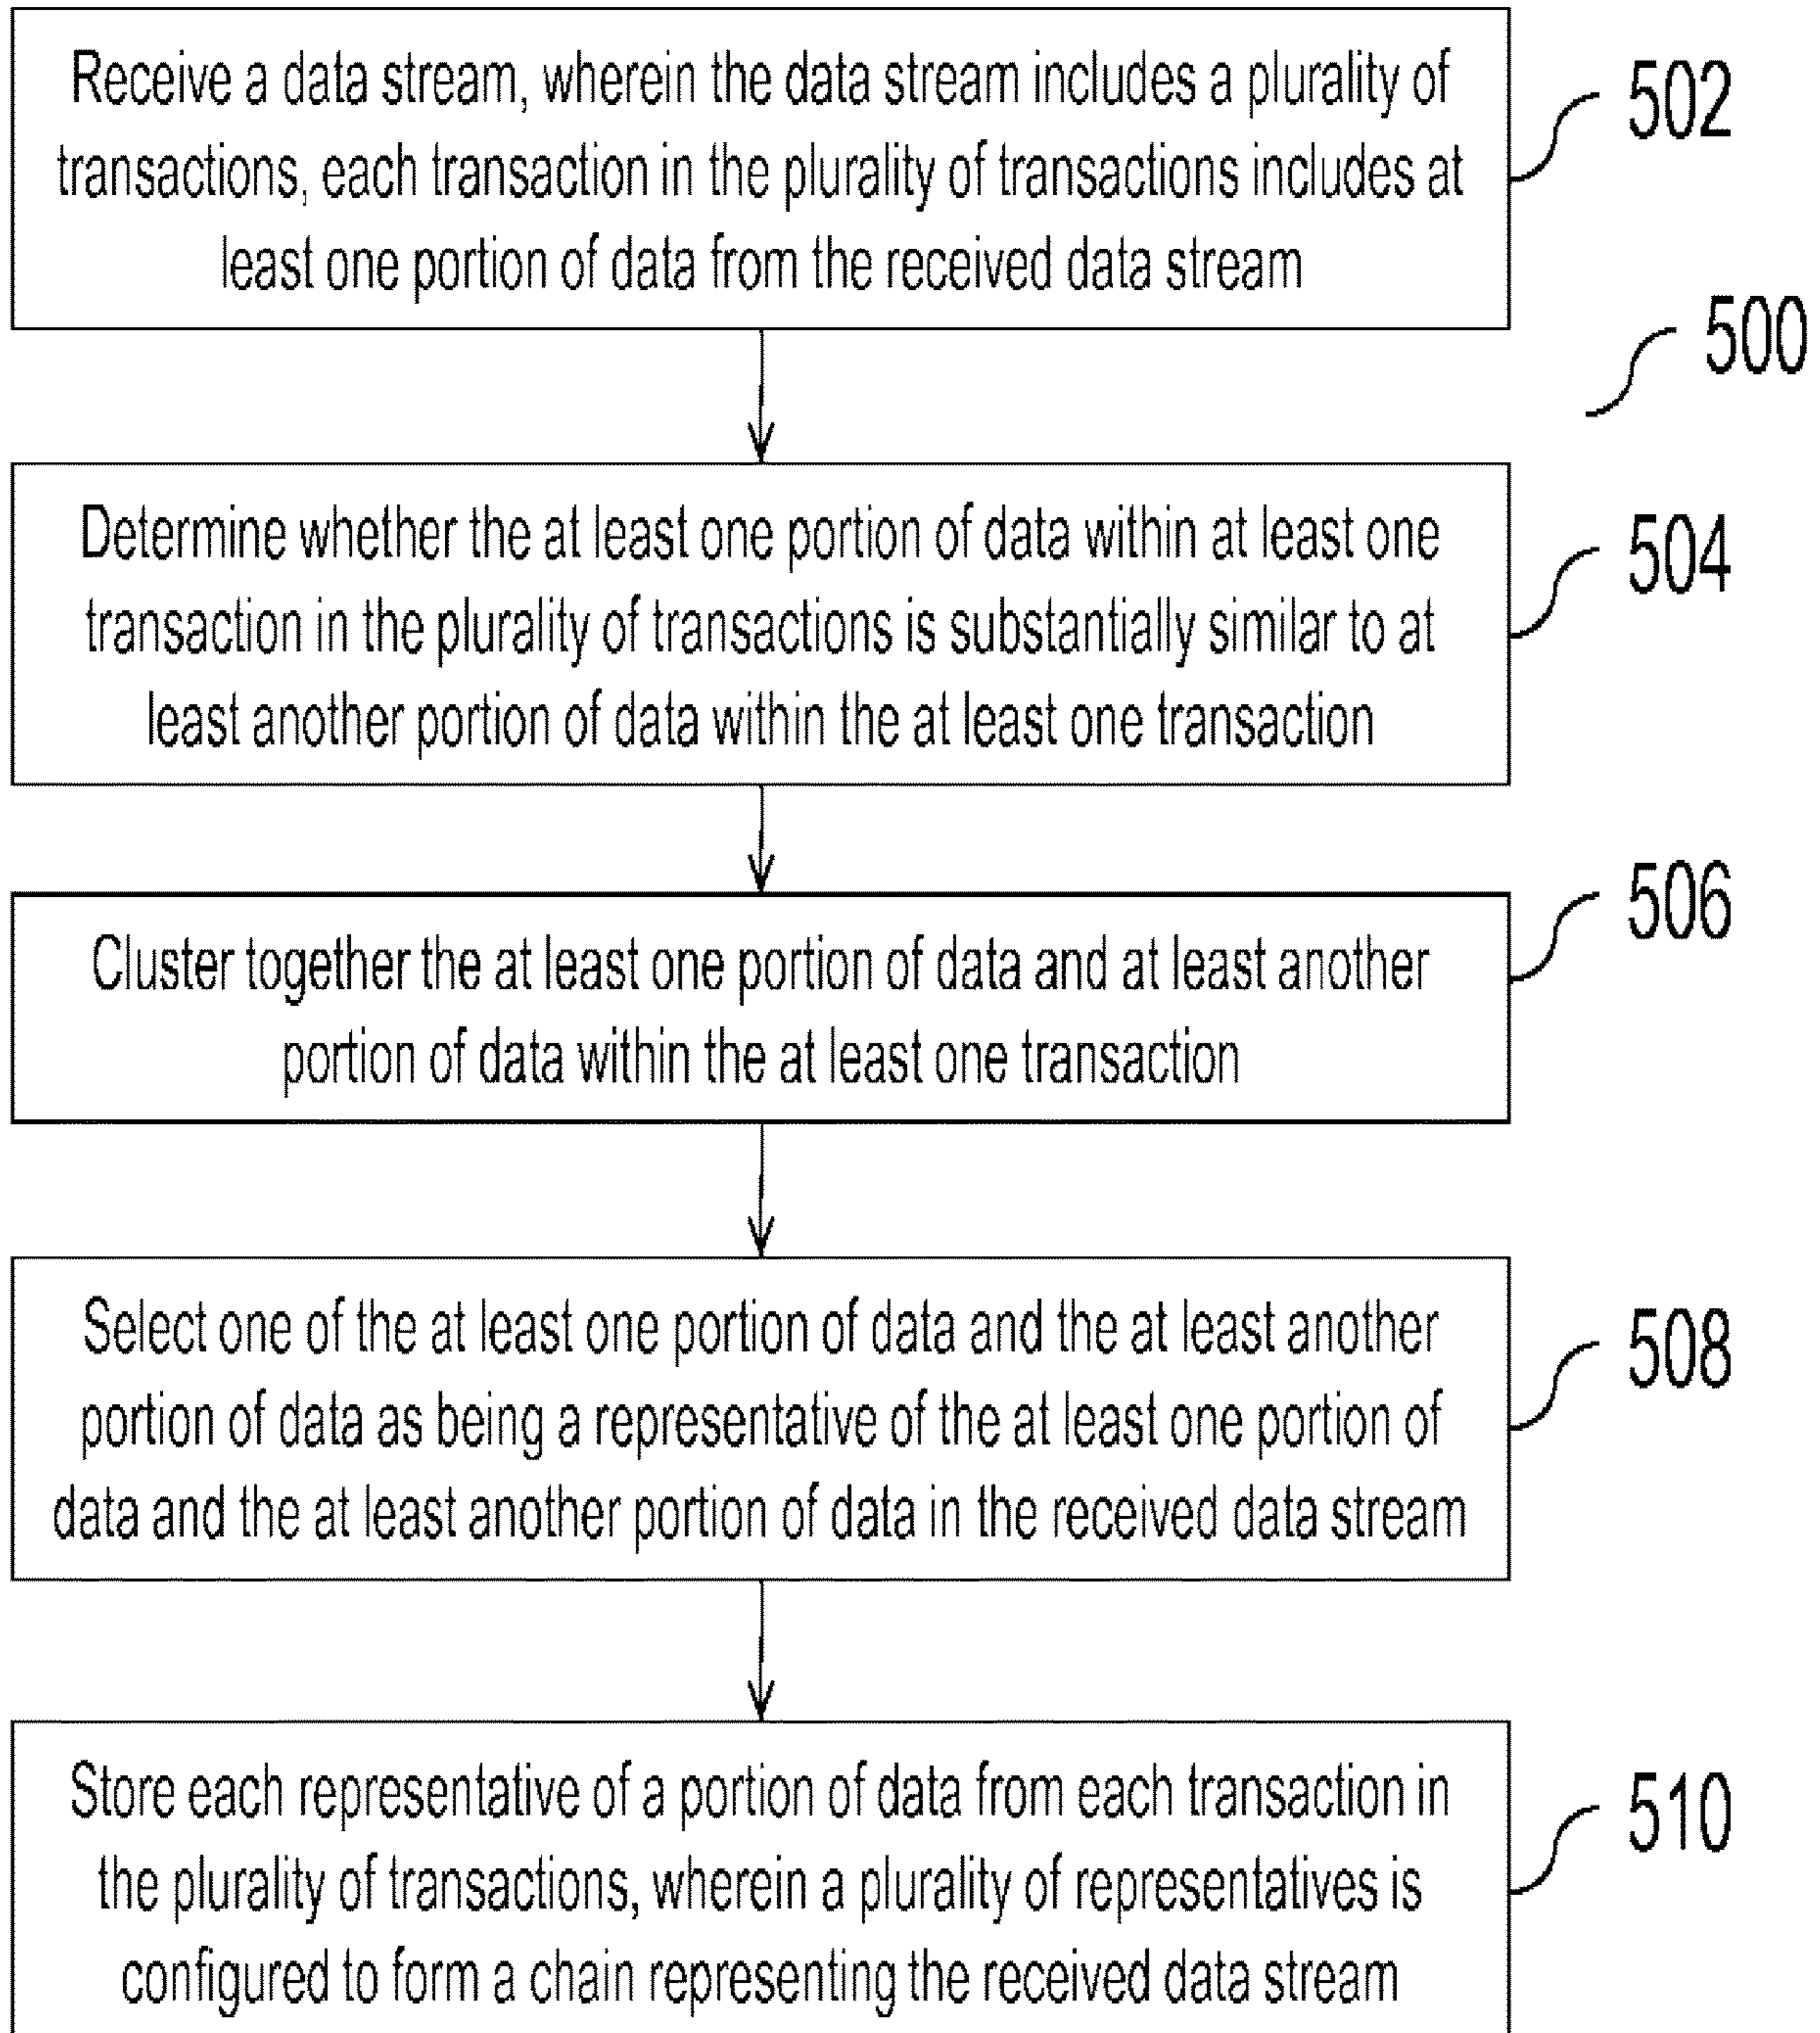 Receive a data stream, wherein the data stream includes a plurality of
transactions, each transaction in the plurality of transactions includes at
least one portion of data from the received data stream
502
500
Determine whether the at least one portion of data within at least one
transaction in the plurality of transactions is substantially similar to at
least another portion of data within the at least one transaction
504
Cluster together the at least one portion of data and at least another
portion of data within the at least one transaction
506
Select one of the at least one portion of data and the at least another
portion of data as being a representative of the at least one portion of
data and the at least another portion of data in the received data stream
508
Store each representative of a portion of data from each transaction in
the plurality of transactions, wherein a plurality of representatives is
configured to form a chain representing the received data stream
510